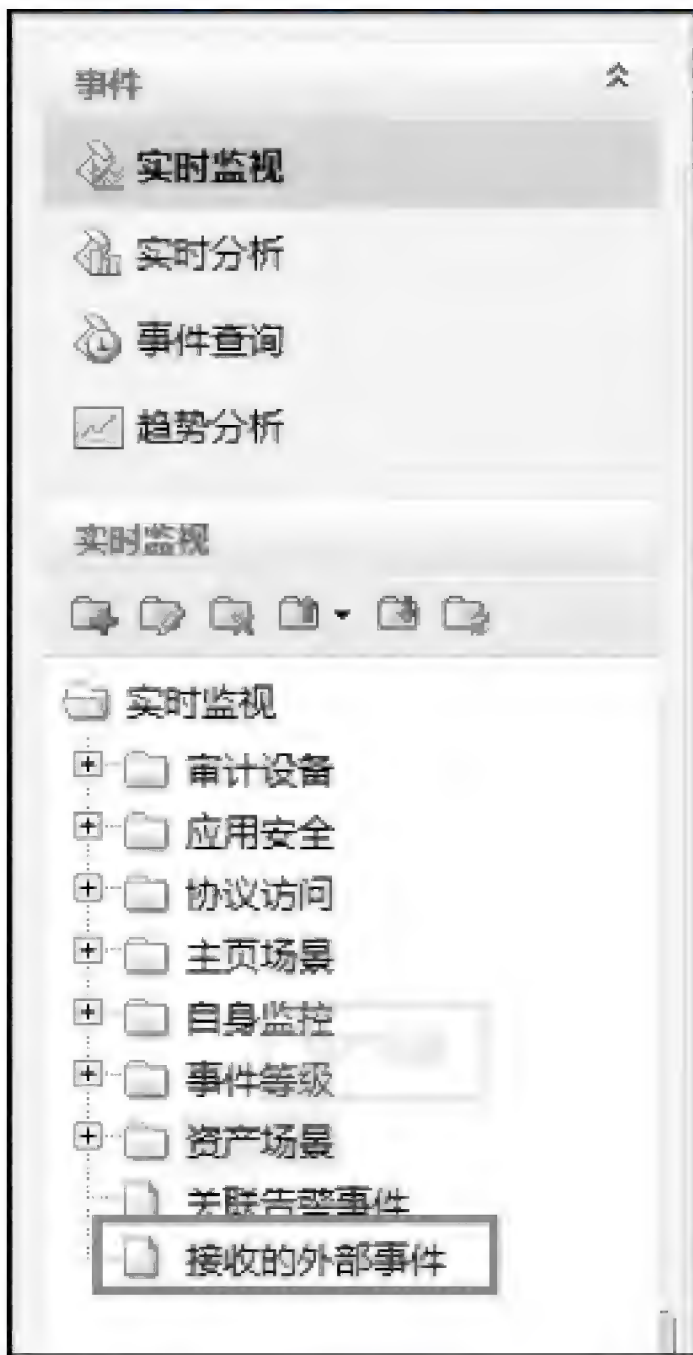 事件
实时监视
实时分析
事件查询
趋势分析
实时监视
实时监视
审计设备
应用安全
协议访问
主页场景
自身监控
事件等级
资产场景
关联告警事件
接收的外部事件